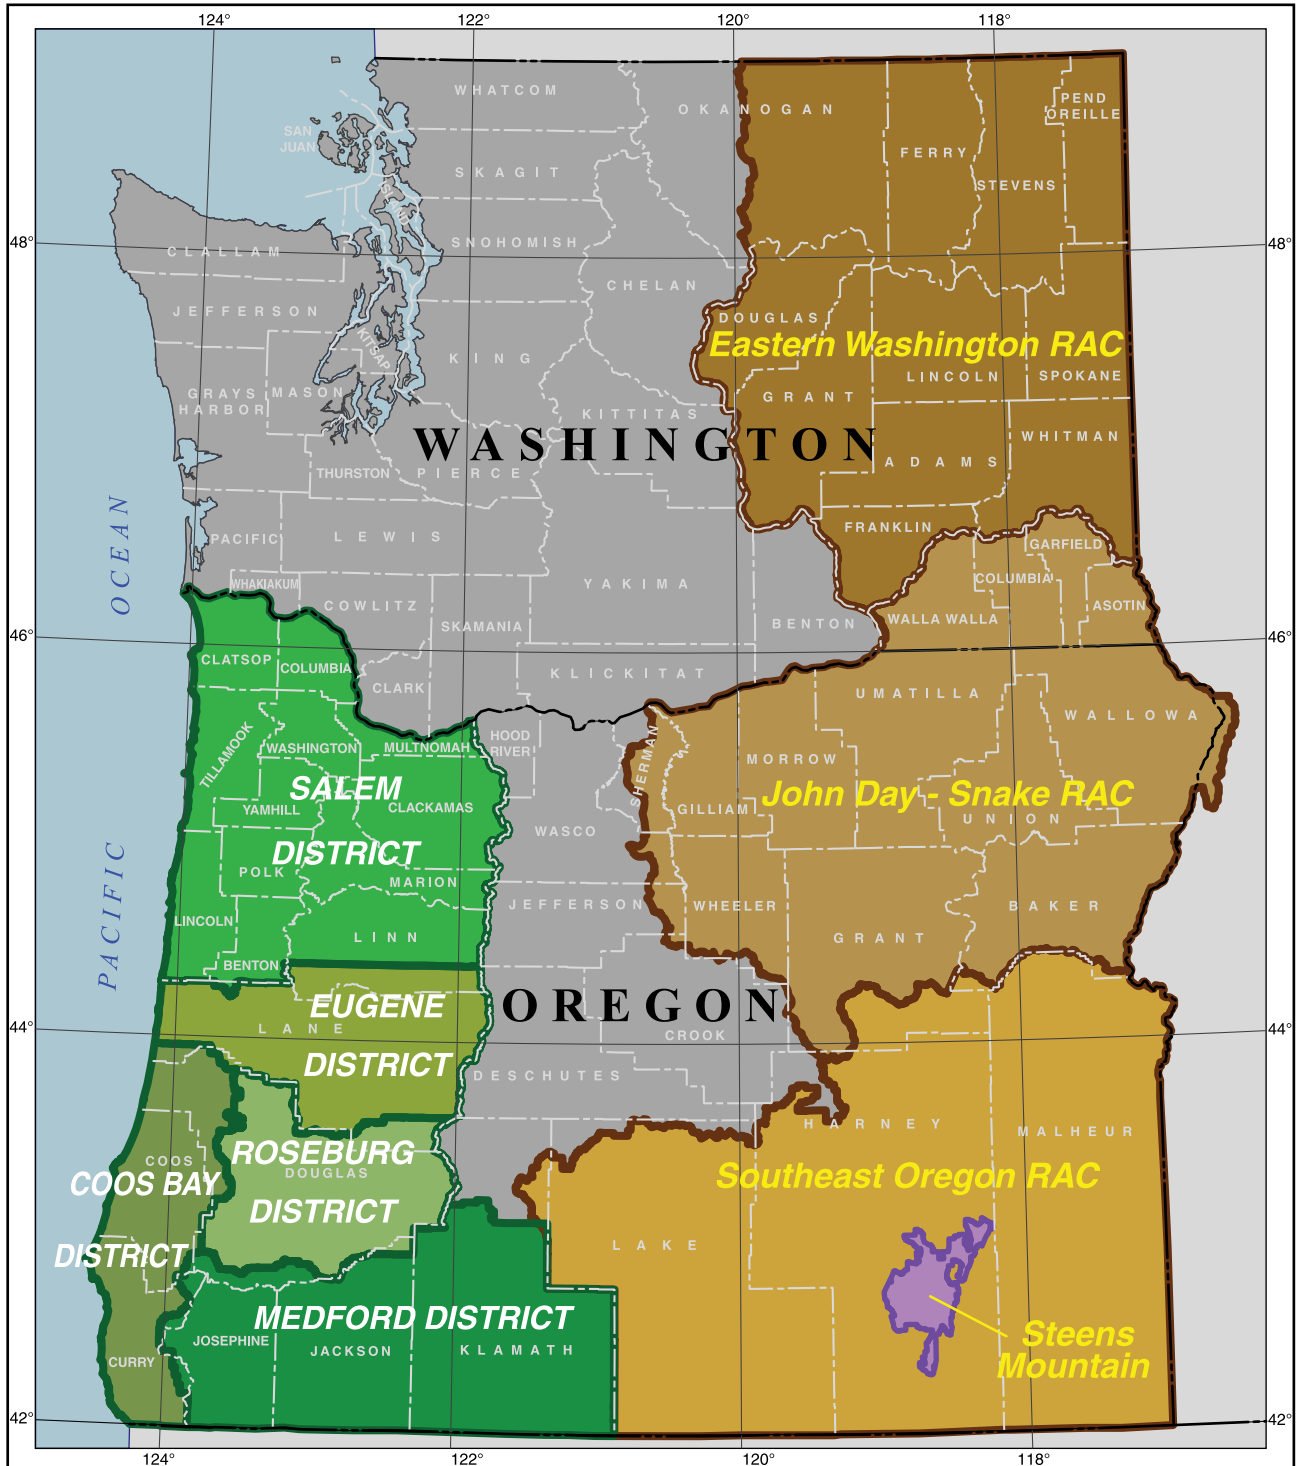 124°
122°
120°
118°
WHATCOM
OKANOGAN
PEND
OREILLE
SAN
JUAN
FERRY
SKAGIT
STEVENS
ISLAND
48°
SNOHOMISH
48°
CLALLAM
CHELAN
JEFFERSON
DOUGLAS
KITSAP
KING
Eastern Washington RAC
LINCOLN
SPOKANE
GRAYS
HARBOR
MASON
GRANT
KITTITAS
WASHINGTON
WHITMAN
ADAMS
THURSTON
PIERCE
PACIFIC
LEWIS
FRANKLIN
GARFIELD
OCEAN
WHAKIAKUM
YAKIMA
COLUMBIA
COWLITZ
ASOTIN
SKAMANIA
BENTON
WALLA WALLA
46°
46°
CLATSOP
COLUMBIA
KLICKITAT
CLARK
UMATILLA
WALLOWA
TILLAMOOK
WASHINGTON
MULTNOMAH
HOOD
RIVER
SHERMAN
MORROW
SALEM
DISTRICT
John Day - Snake RAC
YAMHILL
CLACKAMAS
GILLIAM
UNION
WASCO
PACIFIC
POLK
MARION
JEFFERSON
WHEELER
BAKER
LINCOLN
LINN
GRANT
BENTON
EUGENE
DISTRICT
OREGON
LANE
CROOK
44°
44°
DESCHUTES
HARNEY
MALHEUR
ROSEBURG
DISTRICT
DOUGLAS
COOS
COOS BAY
DISTRICT
Southeast Oregon RAC
LAKE
MEDFORD DISTRICT
JOSEPHINE
JACKSON
KLAMATH
CURRY
Steens
Mountain
42°
42°
124°
122°
120°
118°